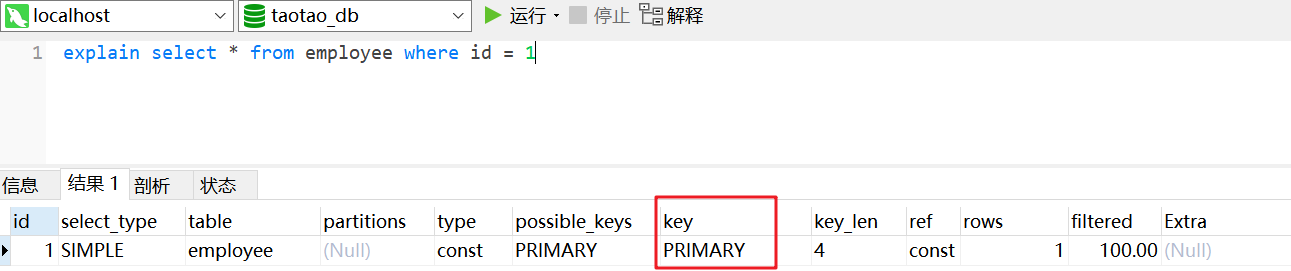 localhost taotao_db 运行 停止 解释
1 explain select * from employee where id = 1
信息 结果 1 剖析 状态
id select_type table partitions type possible_keys key key_len ref rows filtered Extra
1 SIMPLE employee (Null) const PRIMARY PRIMARY 4 const 1 100.00 (Null)